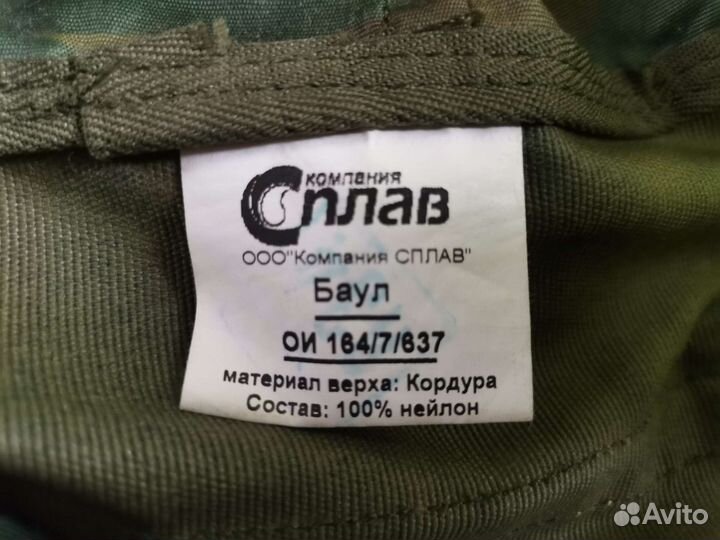 компания
Сплав
ООО"Компания СПЛАВ"
Баул
ОИ 164/7/637
материал верха: Кордура
Состав: 100% нейлон
Avito